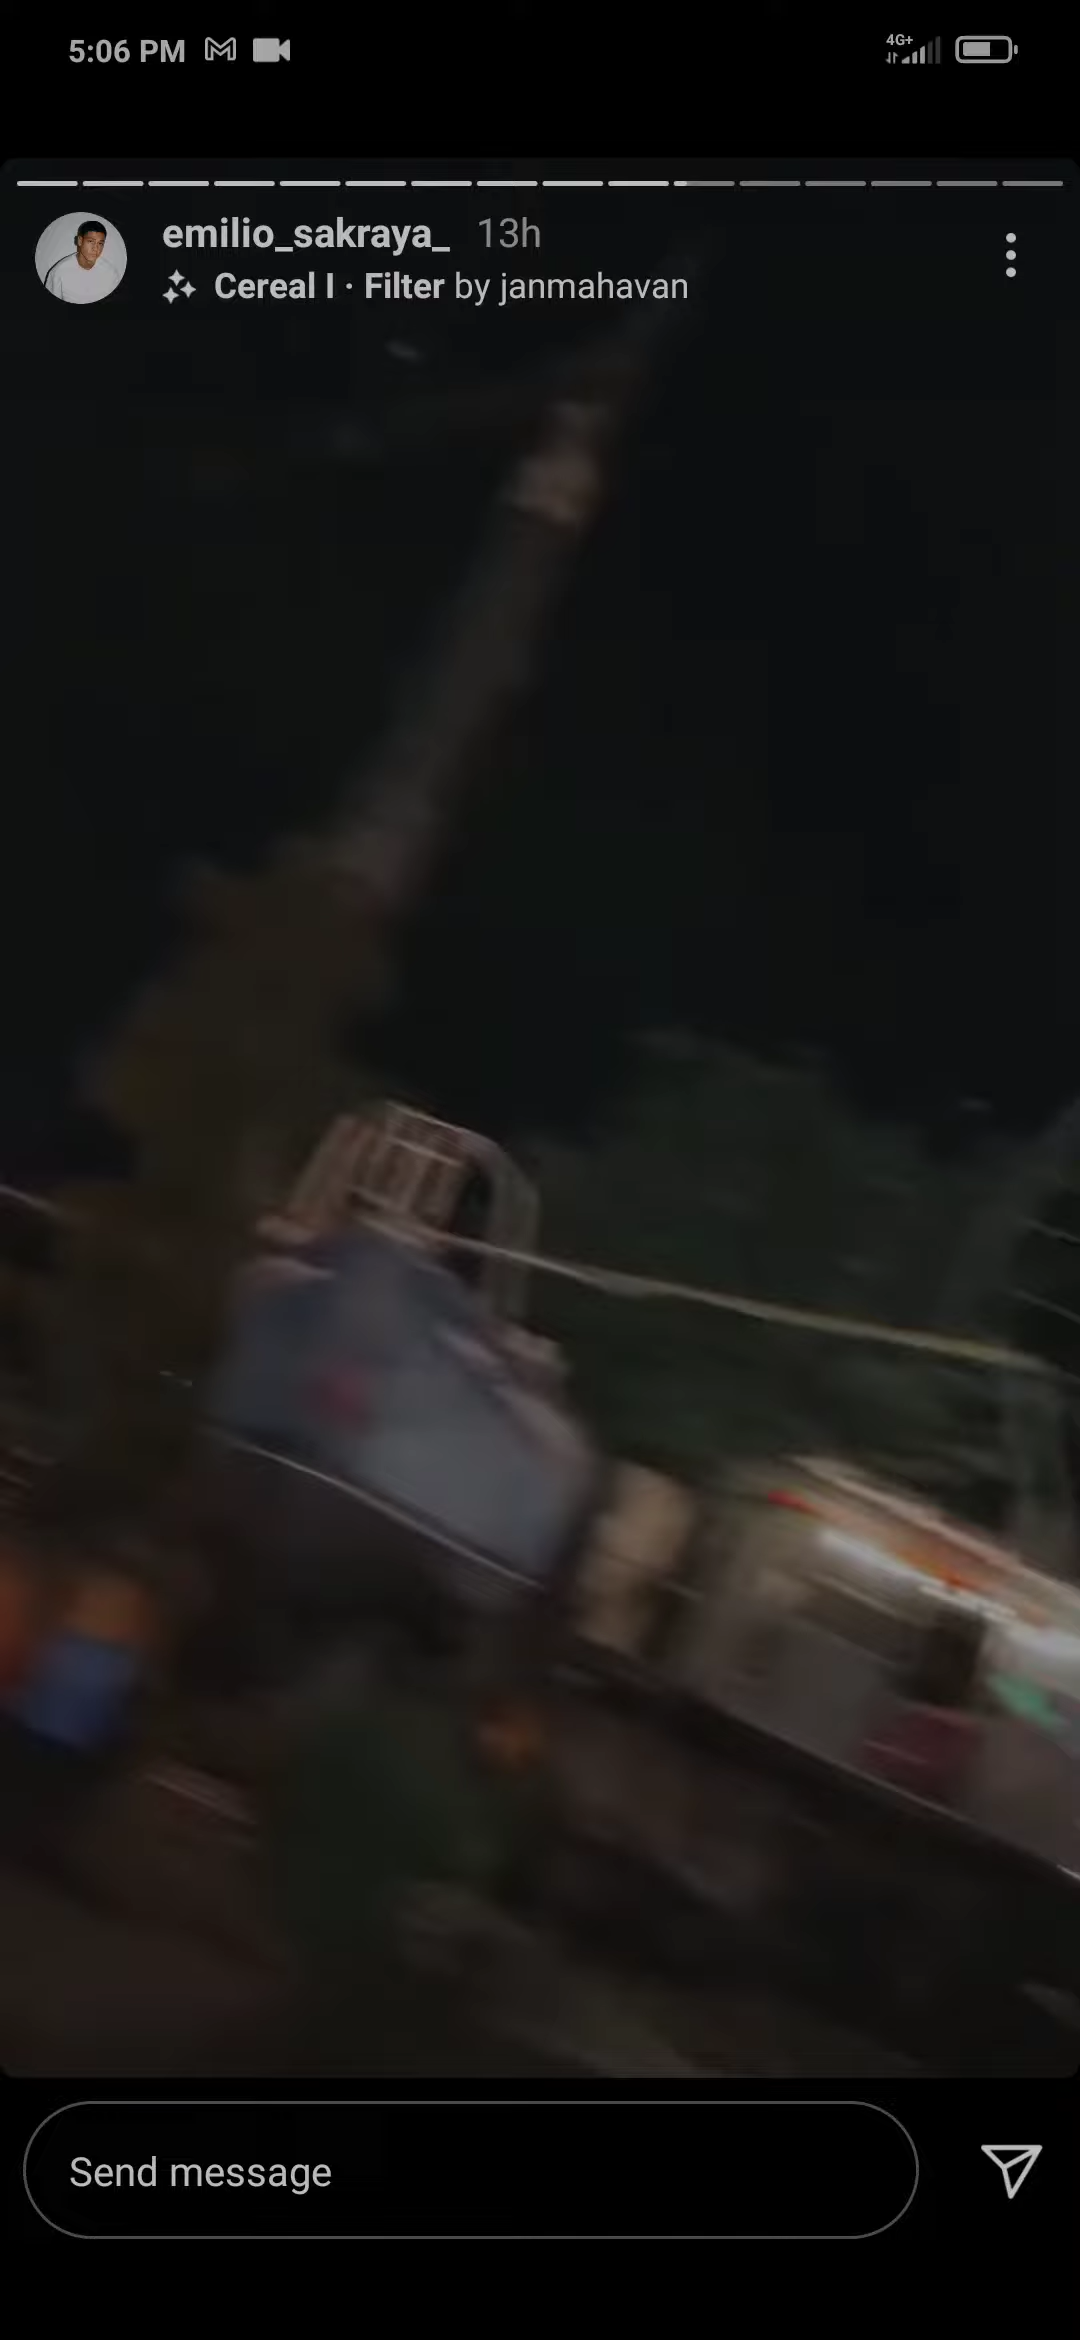 5:06 PM
4G+
emilio_sakraya_ 13h
Cereal I · Filter by janmahavan
Send message